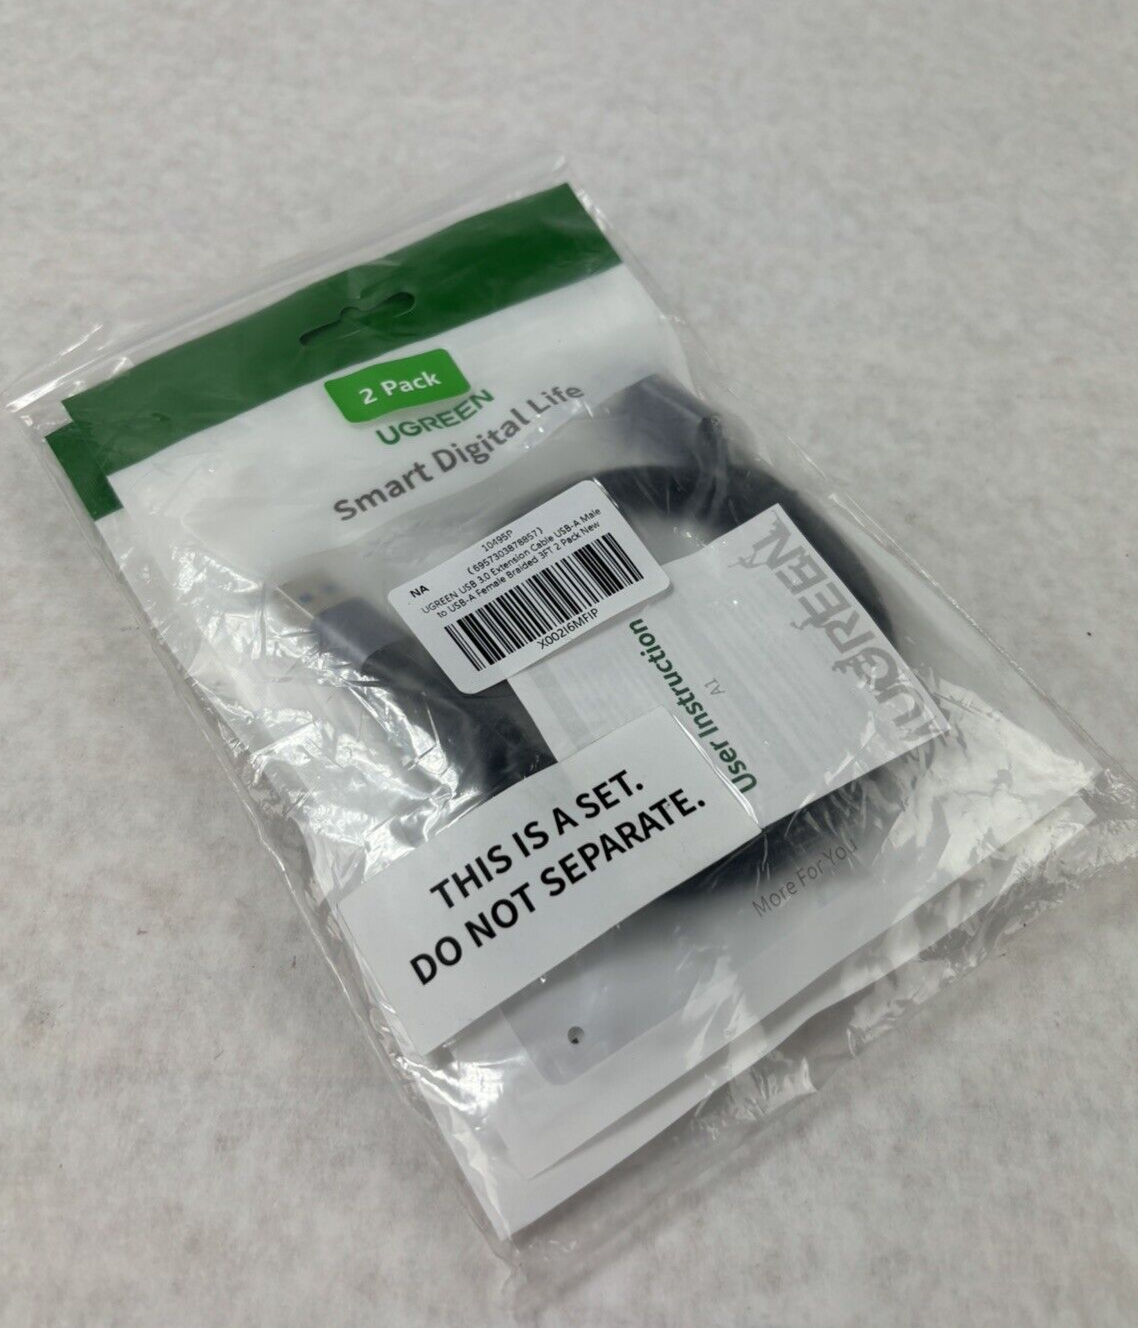 2 Pack
UGREEN
Smart Digital Life
10495P
(6957303878857)
NA
UGREEN USB 3.0 Extension Cable USB-A Male
to USB-A Female Braided 3FT 2 Pack New
X002I6MFIP
UGREEN
User Instruction
A1
THIS IS A SET.
DO NOT SEPARATE.
More For You